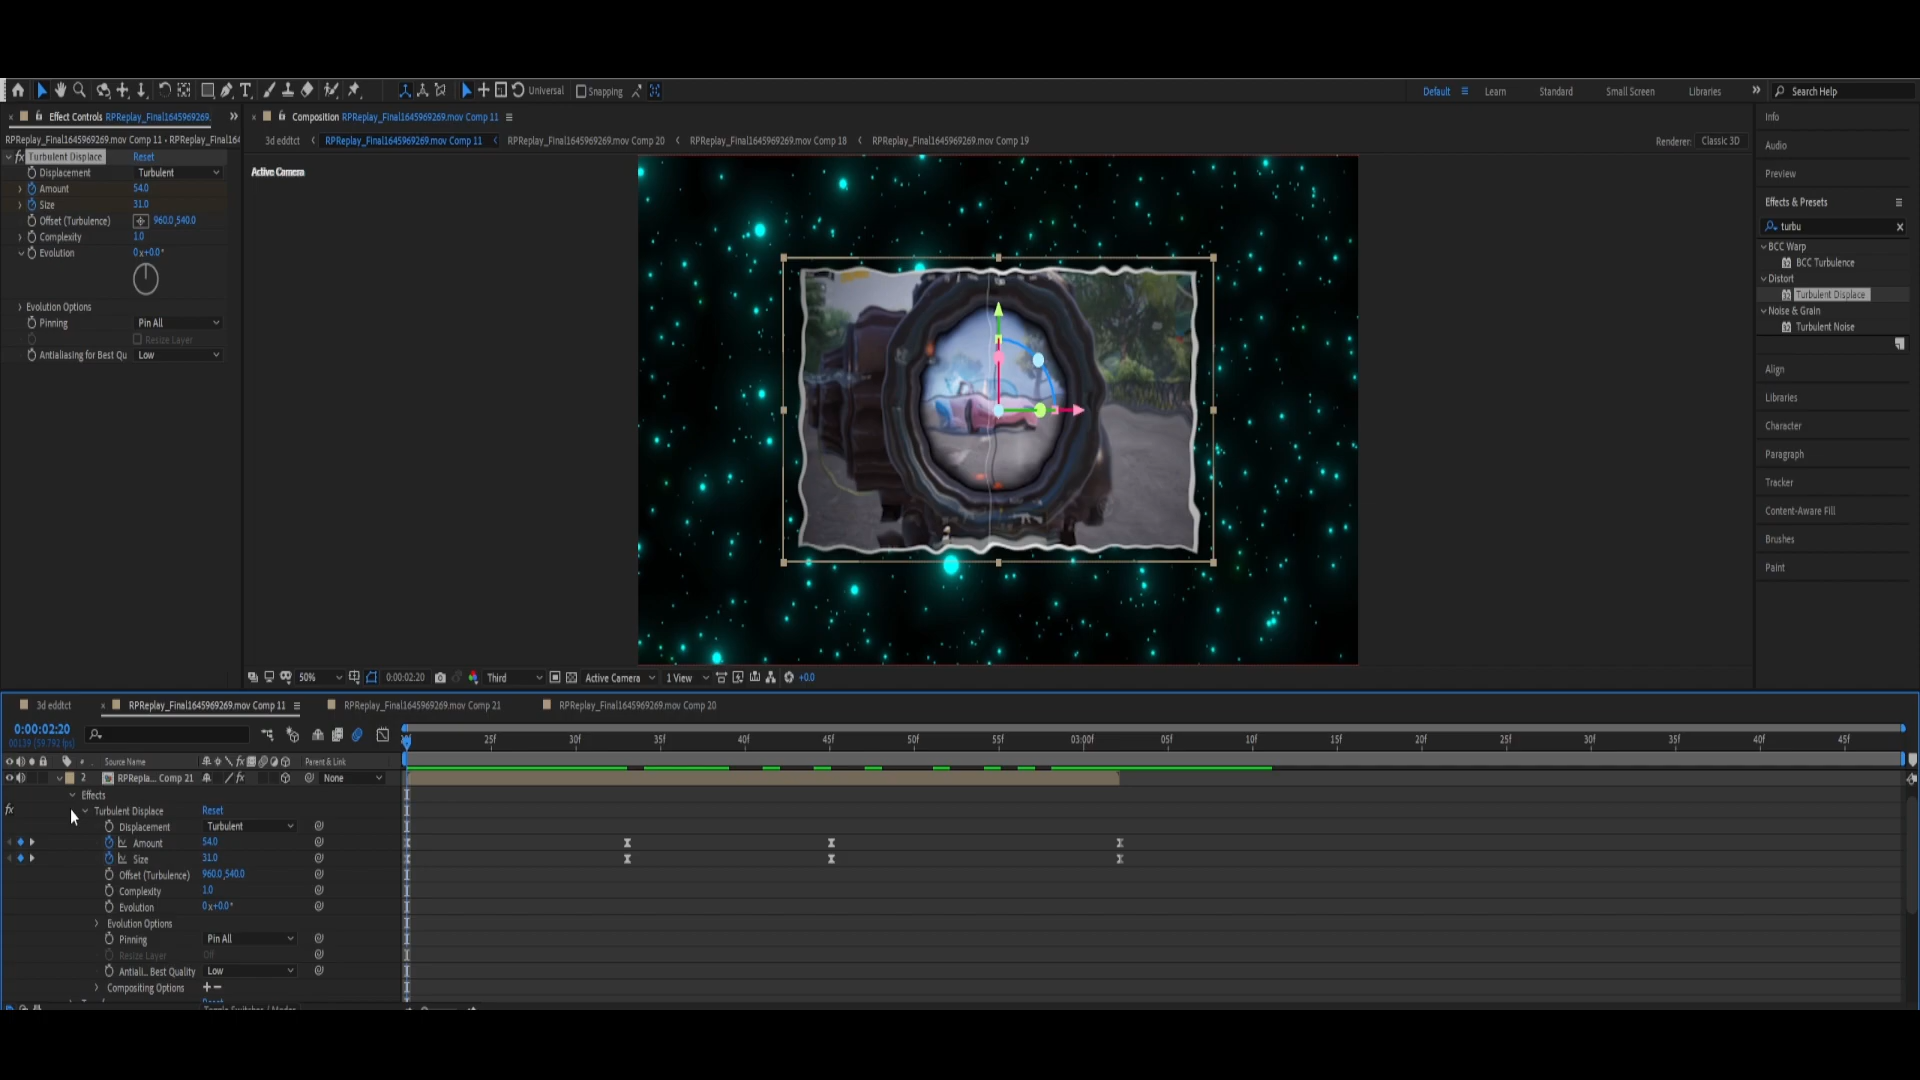 Universal
Snapping
Default
Learn
Standard
Small Screen
Libraries
Search Help
Effect Controls RPReplay_Final1645969269.
RPReplay_Final1645969269.mov Comp 11 • RPReplay_Final164
fx Turbulent Displace Reset
Displacement Turbulent
Amount 54.0
Size 31.0
Offset (Turbulence) 960.0,540.0
Complexity 1.0
Evolution 0x+0.0°
Evolution Options
Pinning Pin All
Resize Layer
Antialiasing for Best Qu Low
Composition RPReplay_Final1645969269.mov Comp 11
3d eddtct RPReplay_Final1645969269.mov Comp 11 RPReplay_Final1645969269.mov Comp 20 RPReplay_Final1645969269.mov Comp 18 RPReplay_Final1645969269.mov Comp 19
Renderer: Classic 3D
Active Camera
50% 0:00:02:20 Third Active Camera 1 View +0.0
Info
Audio
Preview
Effects & Presets
turbu
BCC Warp
BCC Turbulence
Distort
Turbulent Displace
Noise & Grain
Turbulent Noise
Align
Libraries
Character
Paragraph
Tracker
Content-Aware Fill
Brushes
Paint
3d eddtct RPReplay_Final1645969269.mov Comp 11 RPReplay_Final1645969269.mov Comp 21 RPReplay_Final1645969269.mov Comp 20
0:00:02:20
00139 (59.792 fps)
25f 30f 35f 40f 45f 50f 55f 03:00f 05f 10f 15f 20f 25f 30f 35f 40f 45f
# Source Name Parent & Link
2 RPRepla... Comp 21 None
Effects
fx Turbulent Displace Reset
Displacement Turbulent
Amount 54.0
Size 31.0
Offset (Turbulence) 960.0,540.0
Complexity 1.0
Evolution 0x+0.0°
Evolution Options
Pinning Pin All
Resize Layer Off
Antiali... Best Quality Low
Compositing Options + −
Toggle Switches / Modes